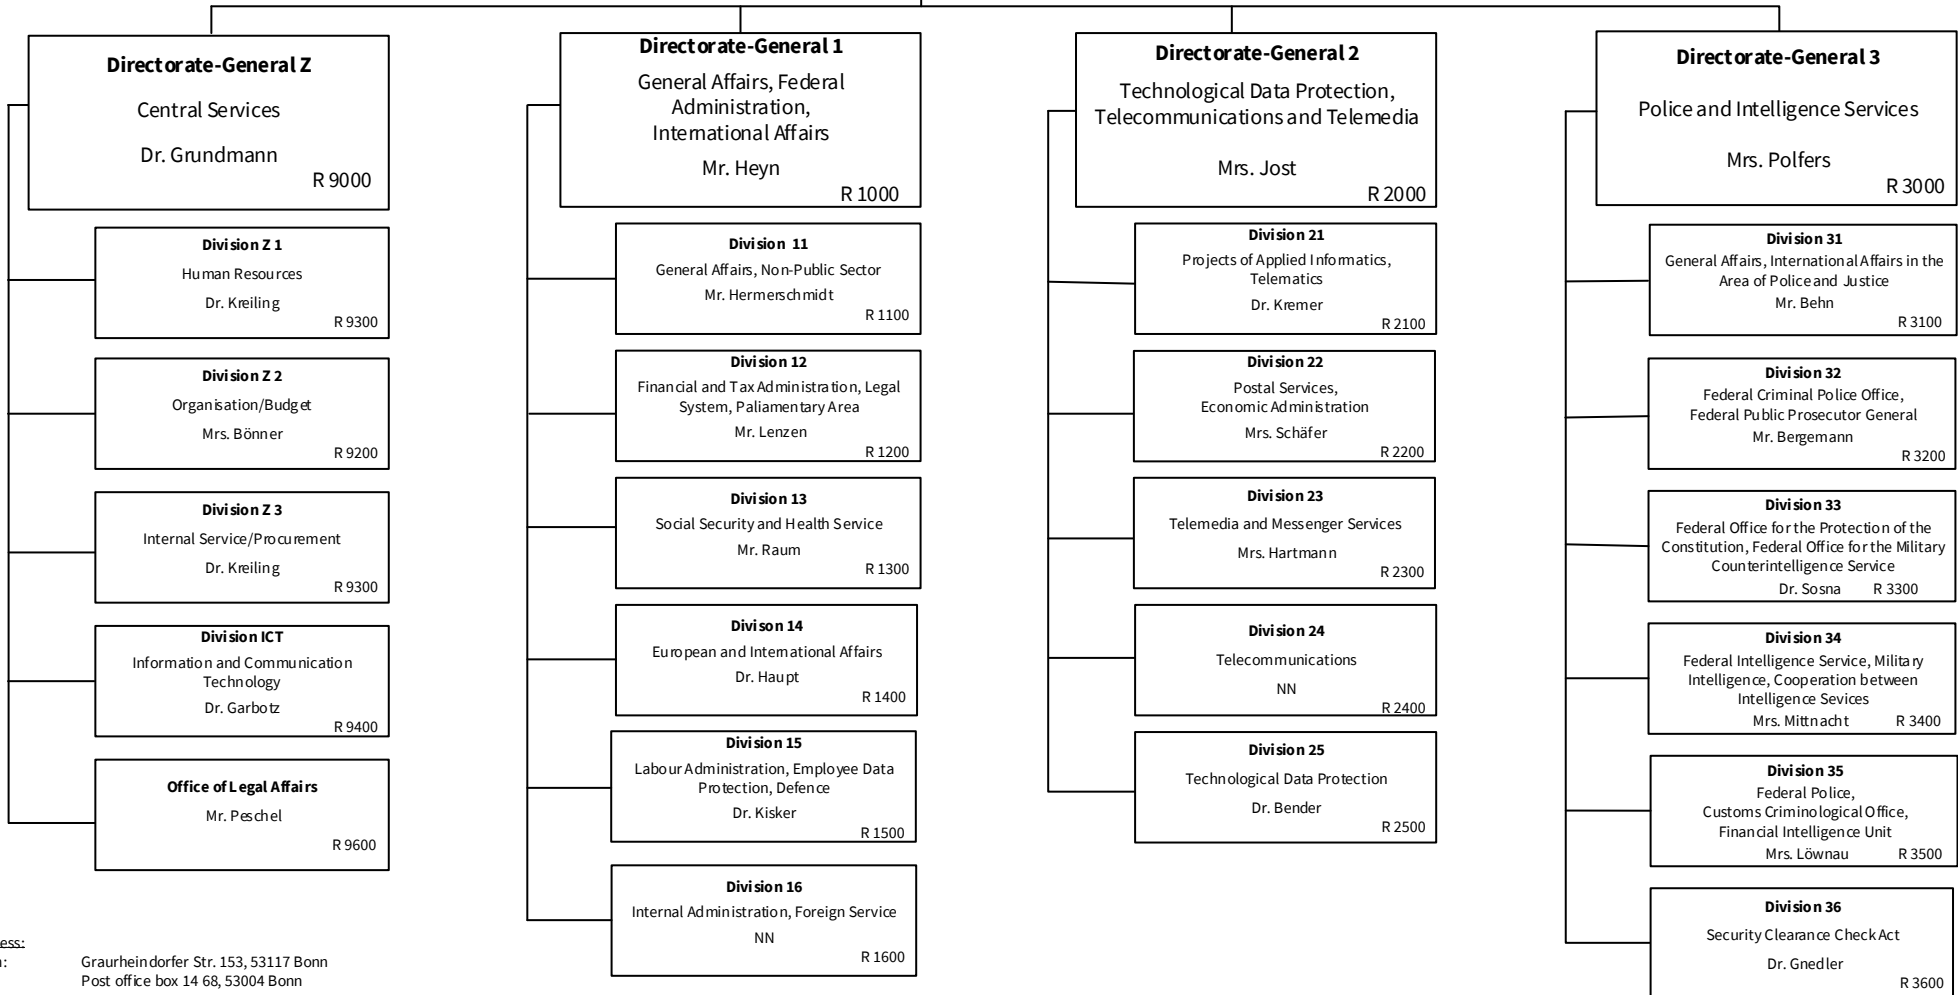 Directorate-General Z
Central Services
Dr. Grundmann
R 9000
Division Z 1
Human Resources
Dr. Kreiling
R 9300
Division Z 2
Organisation/Budget
Mrs. Bönner
R 9200
Division Z 3
Internal Service/Procurement
Dr. Kreiling
R 9300
Division ICT
Information and Communication
Technology
Dr. Garbotz
R 9400
Office of Legal Affairs
Mr. Peschel
R 9600
Directorate-General 1
General Affairs, Federal
Administration,
International Affairs
Mr. Heyn
R 1000
Division 11
General Affairs, Non-Public Sector
Mr. Hermerschmidt
R 1100
Division 12
Financial and Tax Administration, Legal
System, Paliamentary Area
Mr. Lenzen
R 1200
Division 13
Social Security and Health Service
Mr. Raum
R 1300
Divison 14
European and International Affairs
Dr. Haupt
R 1400
Division 15
Labour Administration, Employee Data
Protection, Defence
Dr. Kisker
R 1500
Division 16
Internal Administration, Foreign Service
NN
R 1600
Directorate-General 2
Technological Data Protection,
Telecommunications and Telemedia
Mrs. Jost
R 2000
Division 21
Projects of Applied Informatics,
Telematics
Dr. Kremer
R 2100
Division 22
Postal Services,
Economic Administration
Mrs. Schäfer
R 2200
Division 23
Telemedia and Messenger Services
Mrs. Hartmann
R 2300
Division 24
Telecommunications
NN
R 2400
Division 25
Technological Data Protection
Dr. Bender
R 2500
Directorate-General 3
Police and Intelligence Services
Mrs. Polfers
R 3000
Division 31
General Affairs, International Affairs in the
Area of Police and Justice
Mr. Behn
R 3100
Division 32
Federal Criminal Police Office,
Federal Public Prosecutor General
Mr. Bergemann
R 3200
Division 33
Federal Office for the Protection of the
Constitution, Federal Office for the Military
Counterintelligence Service
Dr. Sosna R 3300
Division 34
Federal Intelligence Service, Military
Intelligence, Cooperation between
Intelligence Sevices
Mrs. Mittnacht R 3400
Division 35
Federal Police,
Customs Criminological Office,
Financial Intelligence Unit
Mrs. Löwnau R 3500
Division 36
Security Clearance Check Act
Dr. Gnedler
R 3600
Graurheindorfer Str. 153, 53117 Bonn
Post office box 14 68, 53004 Bonn